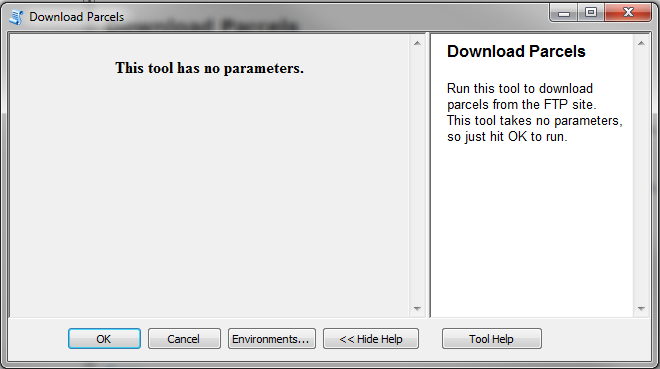 Download Parcels
This tool has no parameters.
Download Parcels
Run this tool to download
parcels from the FTP site.
This tool takes no parameters,
so just hit OK to run.
OK
Cancel
Environments...
<< Hide Help
Tool Help